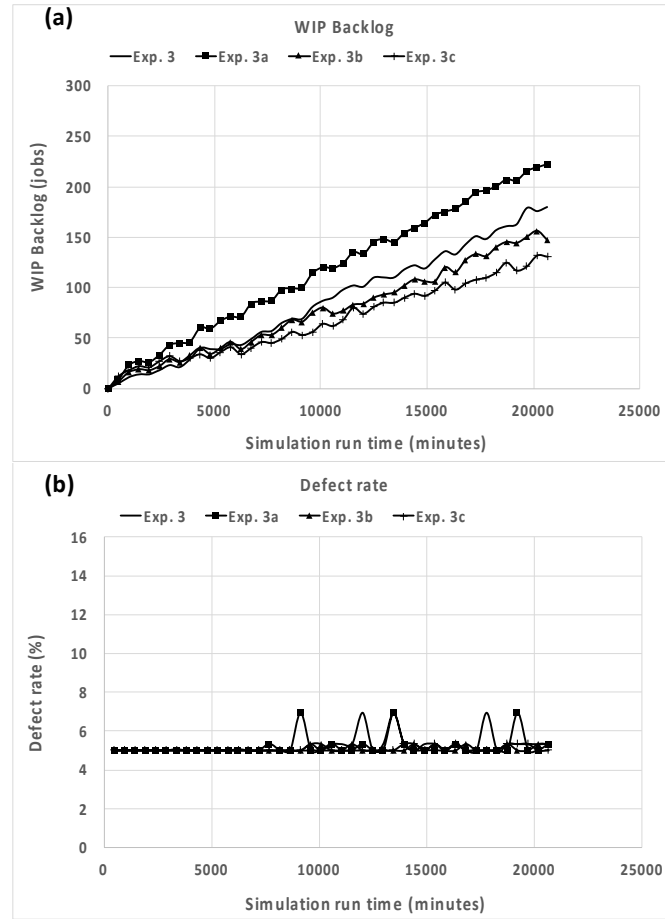 (a)
WIP Backlog
Exp. 3 Exp. 3a Exp. 3b Exp. 3c
300
250
200
150
100
50
0
WIP Backlog (jobs)
0 5000 10000 15000 20000 25000
Simulation run time (minutes)
(b)
Defect rate
Exp. 3 Exp. 3a Exp. 3b Exp. 3c
16
14
12
10
8
6
4
2
0
Defect rate (%)
0 5000 10000 15000 20000 25000
Simulation run time (minutes)